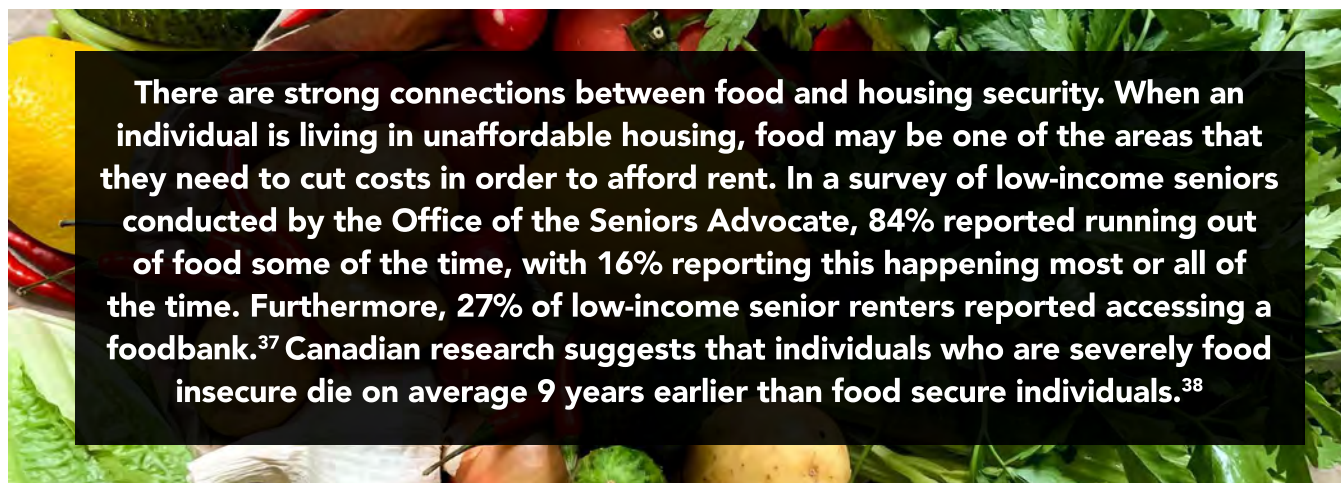 There are strong connections between food and housing security. When an
individual is living in unaffordable housing, food may be one of the areas that
they need to cut costs in order to afford rent. In a survey of low-income seniors
conducted by the Office of the Seniors Advocate, 84% reported running out
of food some of the time, with 16% reporting this happening most or all of
the time. Furthermore, 27% of low-income senior renters reported accessing a
foodbank.³⁷ Canadian research suggests that individuals who are severely food
insecure die on average 9 years earlier than food secure individuals.³⁸